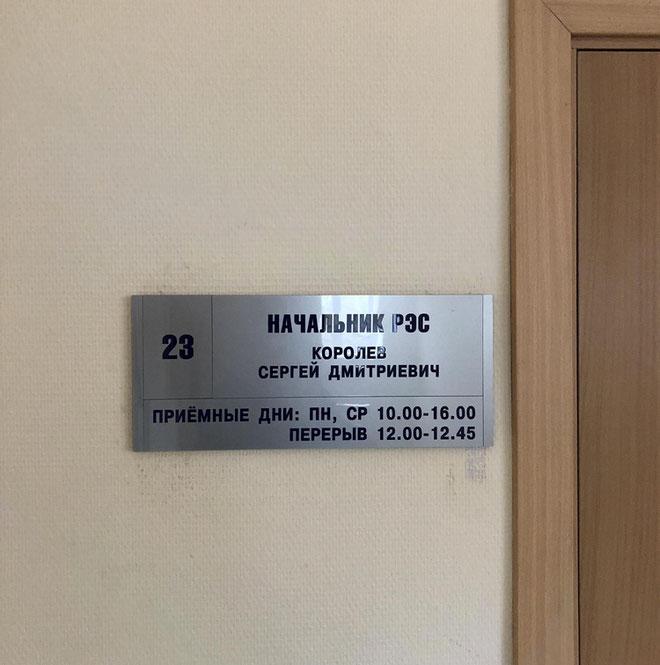 23
НАЧАЛЬНИК РЭС
КОРОЛЕВ
СЕРГЕЙ ДМИТРИЕВИЧ
ПРИЁМНЫЕ ДНИ: ПН, СР 10.00-16.00
ПЕРЕРЫВ 12.00-12.45